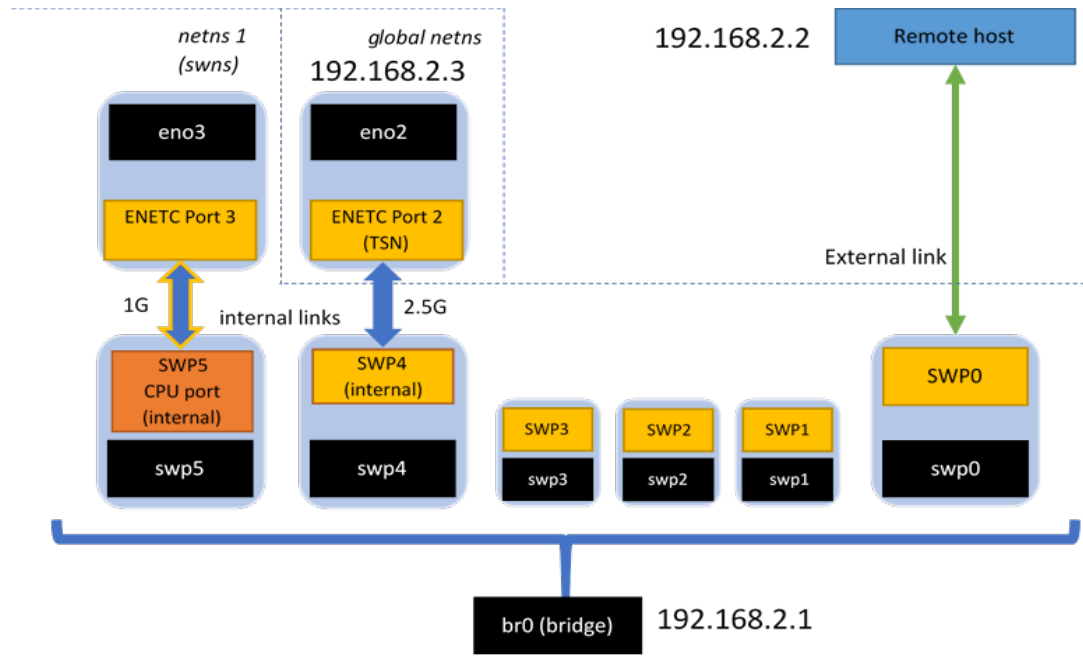 netns 1
(swns)
global netns
192.168.2.3
192.168.2.2
Remote host
eno3
eno2
ENETC Port 3
ENETC Port 2
(TSN)
External link
1G
internal links
2.5G
SWP5
CPU port
(internal)
SWP4
(internal)
SWP0
SWP3
SWP2
SWP1
swp5
swp4
swp3
swp2
swp1
swp0
br0 (bridge)
192.168.2.1